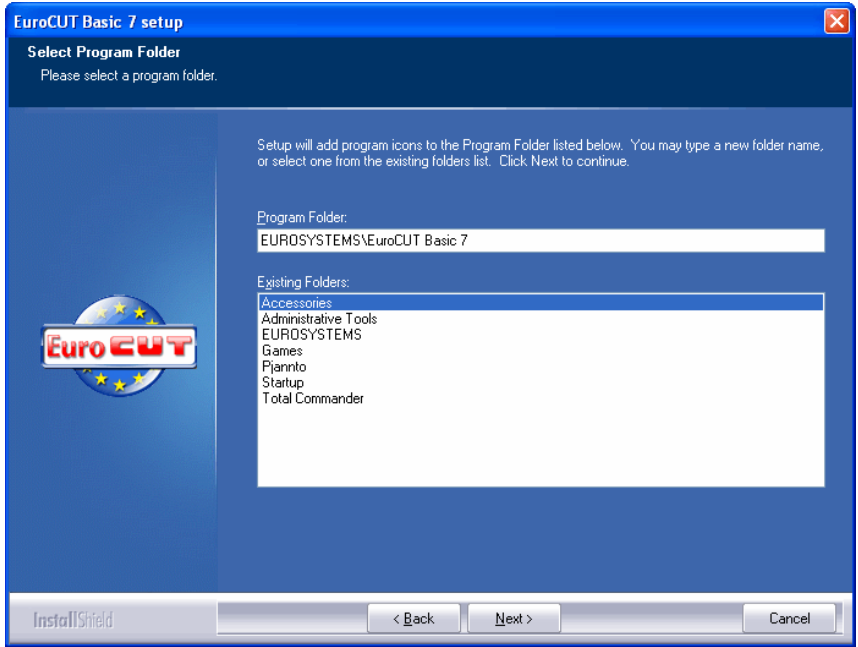 EuroCUT Basic 7 setup
Select Program Folder
Please select a program folder.
Setup will add program icons to the Program Folder listed below. You may type a new folder name,
or select one from the existing folders list. Click Next to continue.
Program Folder:
EUROSYSTEMS\EuroCUT Basic 7
Existing Folders:
Accessories
Administrative Tools
EUROSYSTEMS
Games
Pjannto
Startup
Total Commander
Euro CUT
InstallShield
< Back
Next >
Cancel